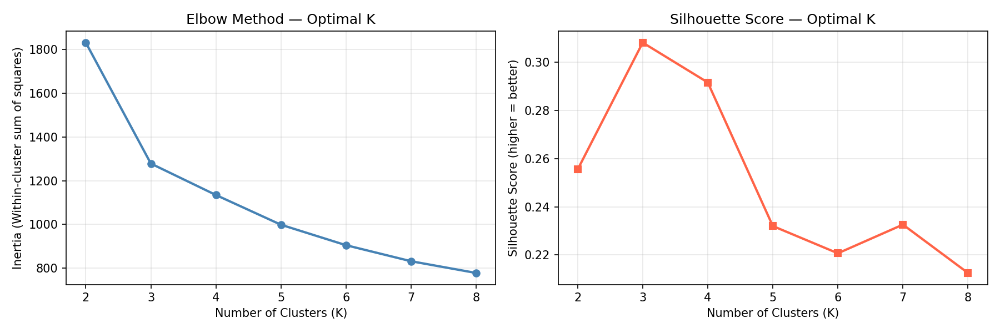 Elbow Method — Optimal K
Inertia (Within-cluster sum of squares)
1800
1600
1400
1200
1000
800
2 3 4 5 6 7 8
Number of Clusters (K)
Silhouette Score — Optimal K
Silhouette Score (higher = better)
0.30
0.28
0.26
0.24
0.22
2 3 4 5 6 7 8
Number of Clusters (K)